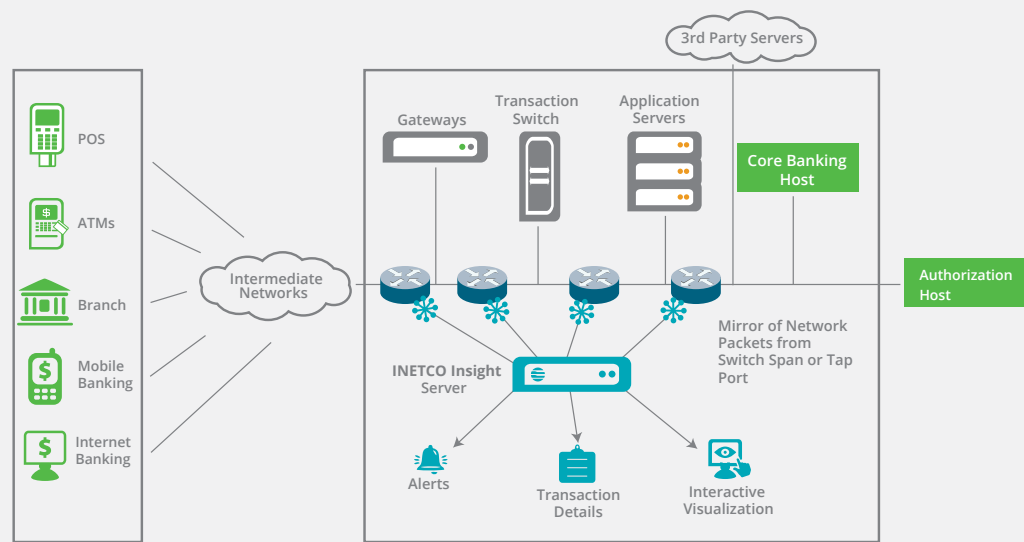 3rd Party Servers
POS
ATMs
Branch
Mobile
Banking
Internet
Banking
Intermediate
Networks
Gateways
Transaction
Switch
Application
Servers
Core Banking
Host
Authorization
Host
Mirror of Network
Packets from
Switch Span or Tap
Port
INETCO Insight
Server
Alerts
Transaction
Details
Interactive
Visualization
$
$
$